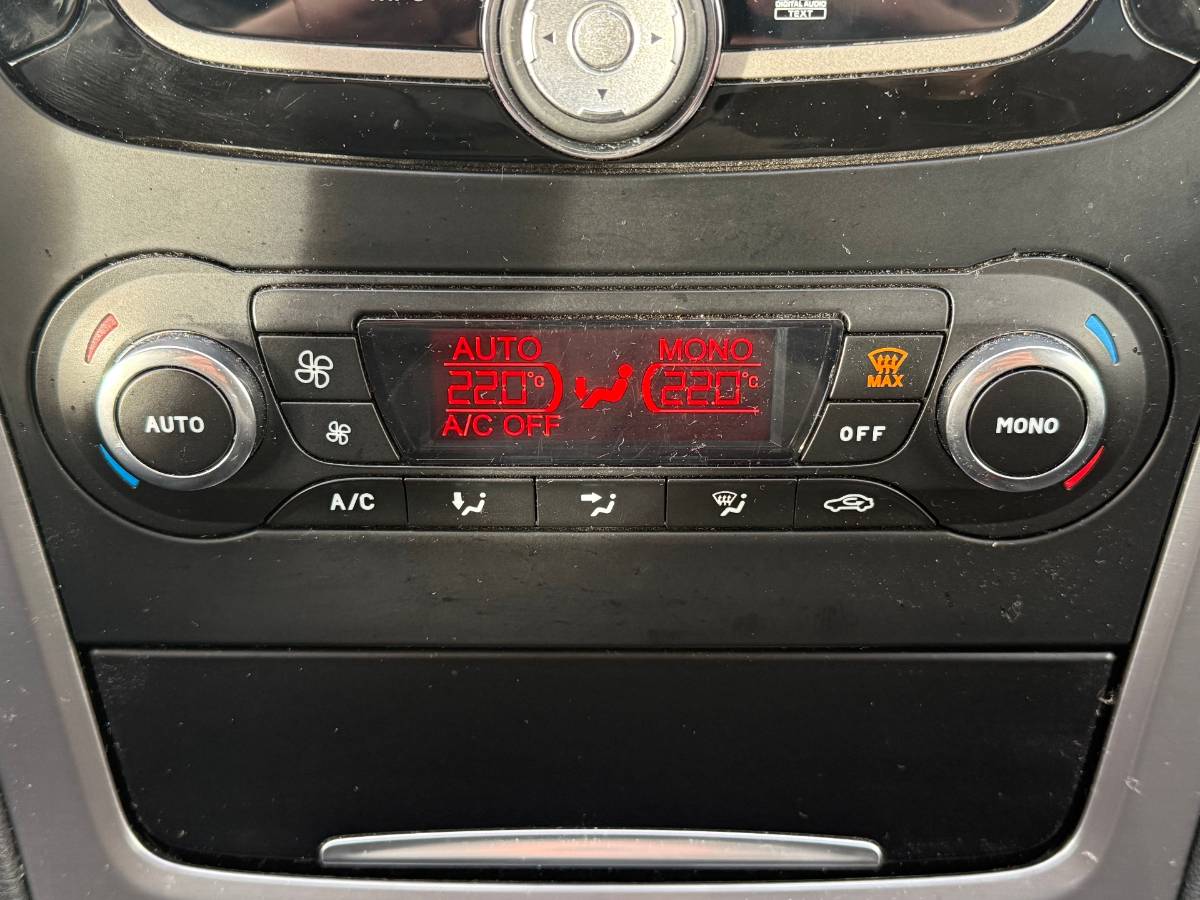 DIGITAL AUDIO
TEXT
AUTO MONO
22.0°C 22.0°C
A/C OFF
AUTO
MAX
OFF
MONO
A/C